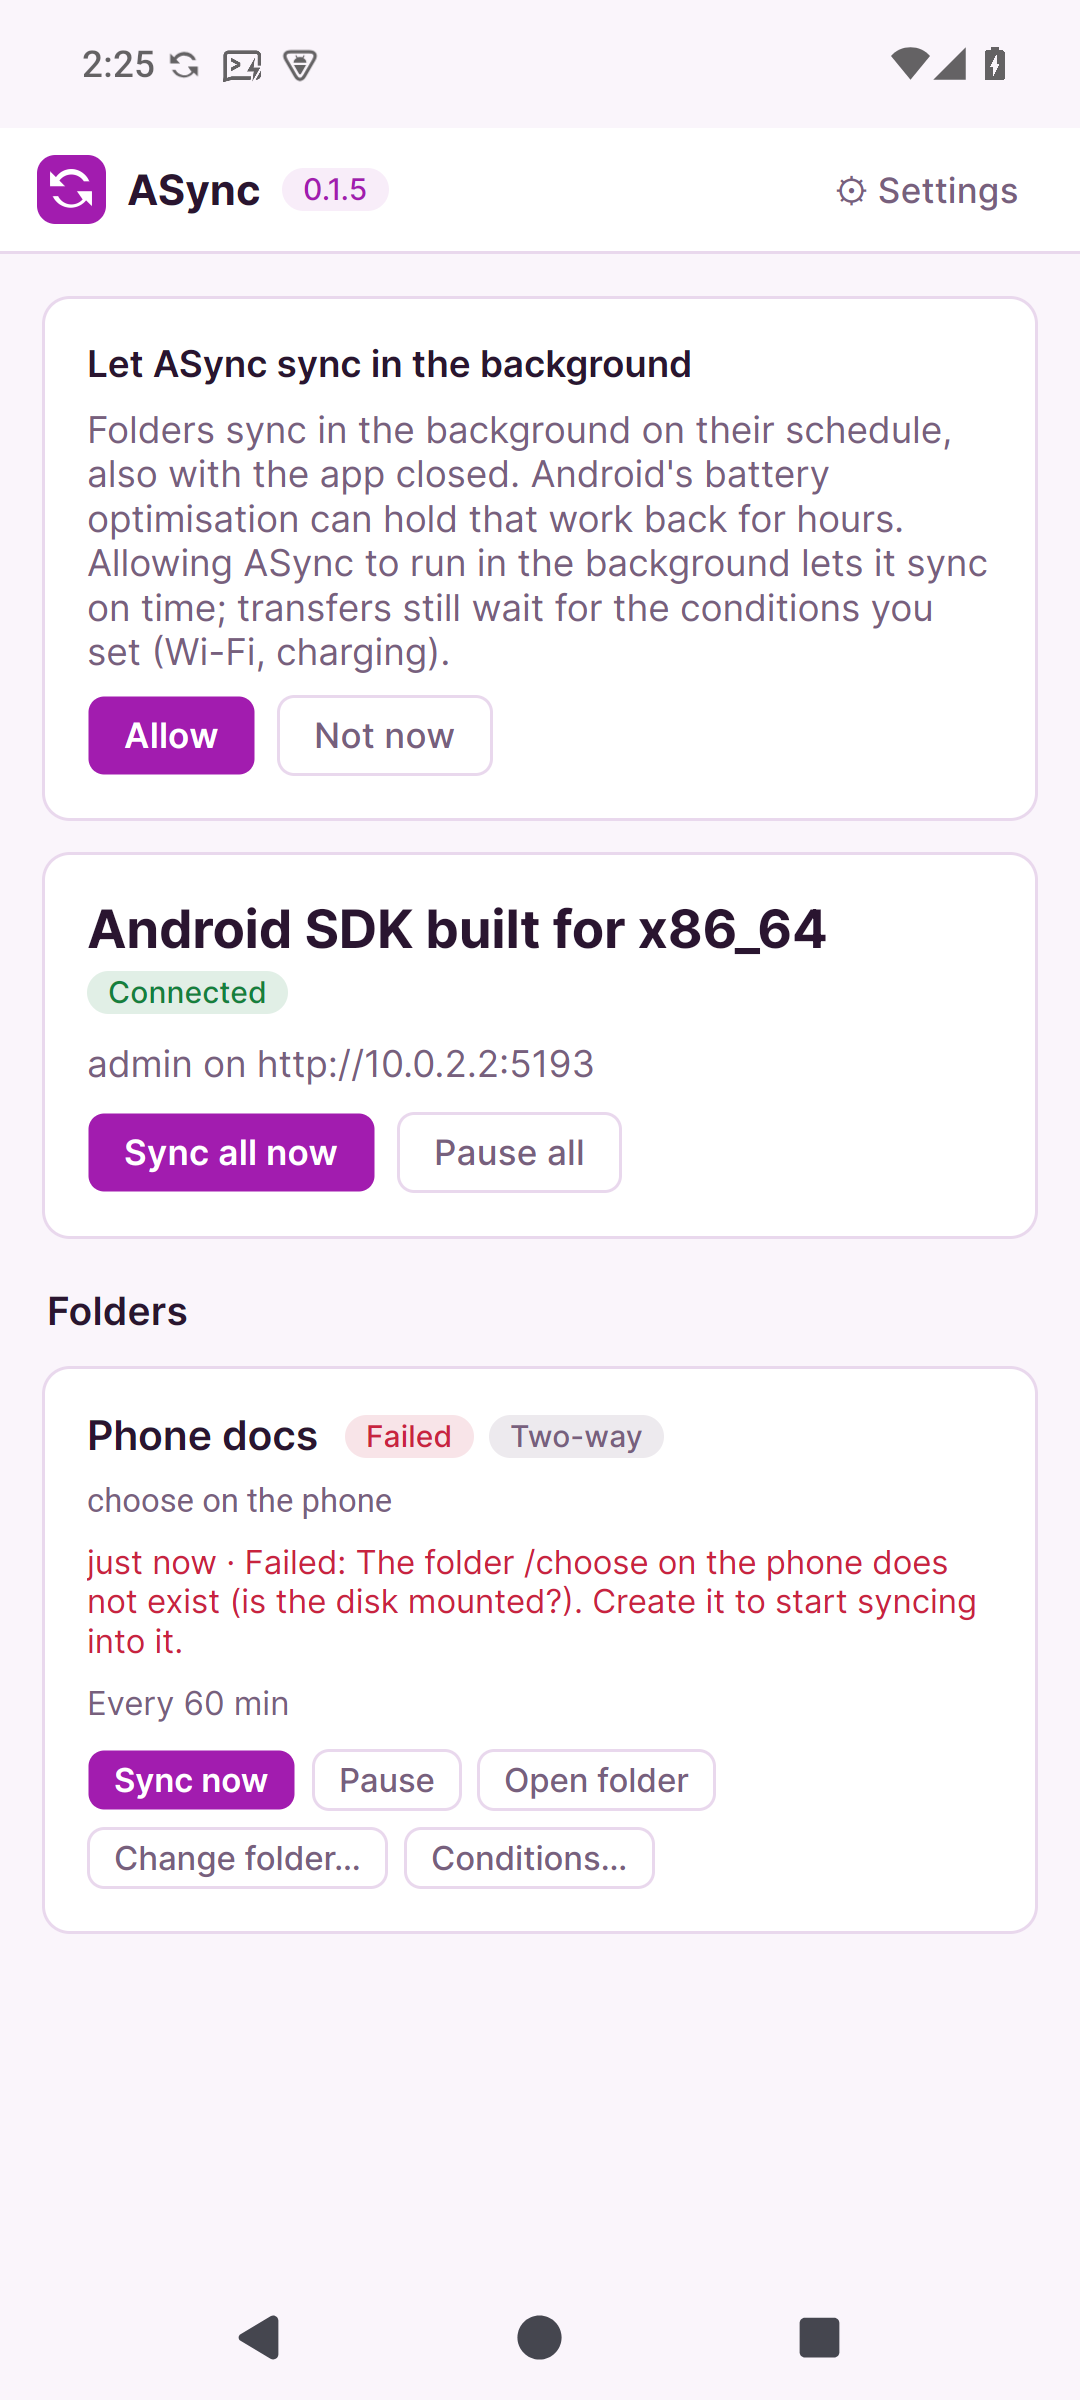 2:25
ASync 0.1.5 Settings
Let ASync sync in the background
Folders sync in the background on their schedule,
also with the app closed. Android's battery
optimisation can hold that work back for hours.
Allowing ASync to run in the background lets it sync
on time; transfers still wait for the conditions you
set (Wi-Fi, charging).
Allow Not now
Android SDK built for x86_64
Connected
admin on http://10.0.2.2:5193
Sync all now Pause all
Folders
Phone docs Failed Two-way
choose on the phone
just now · Failed: The folder /choose on the phone does
not exist (is the disk mounted?). Create it to start syncing
into it.
Every 60 min
Sync now Pause Open folder
Change folder... Conditions...